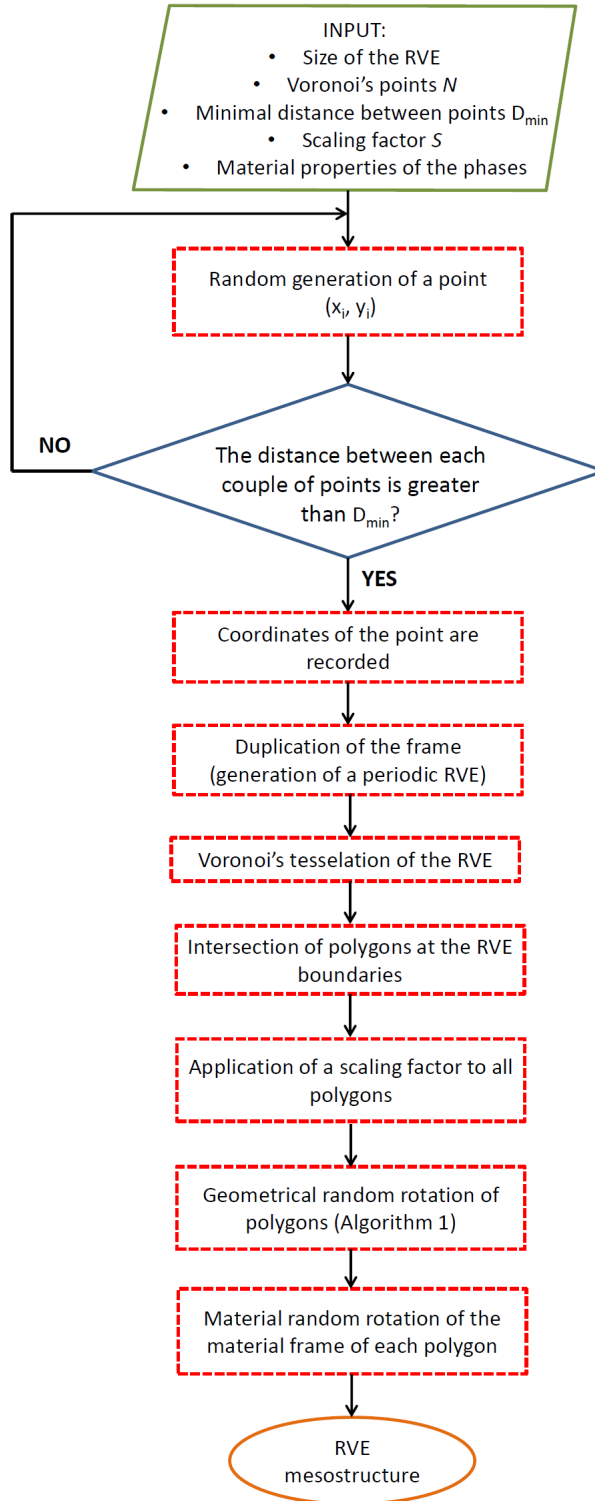 INPUT:
• Size of the RVE
• Voronoi's points N
• Minimal distance between points Dmin
• Scaling factor S
• Material properties of the phases
Random generation of a point
(xi, yi)
NO
The distance between each
couple of points is greater
than Dmin?
YES
Coordinates of the point are
recorded
Duplication of the frame
(generation of a periodic RVE)
Voronoi's tesselation of the RVE
Intersection of polygons at the RVE
boundaries
Application of a scaling factor to all
polygons
Geometrical random rotation of
polygons (Algorithm 1)
Material random rotation of the
material frame of each polygon
RVE
mesostructure